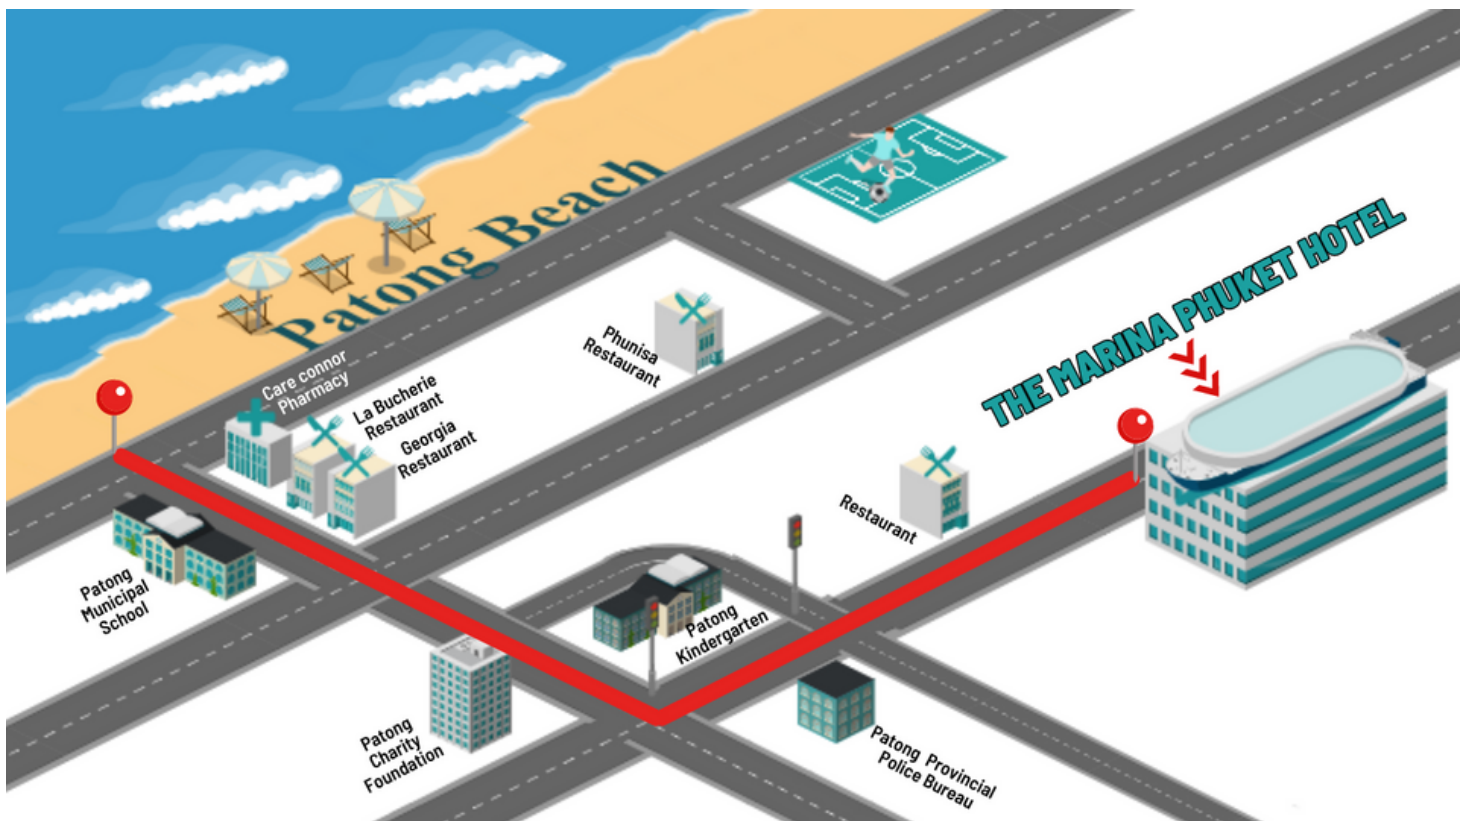 Patong Beach
THE MARINA PHUKET HOTEL
Care connor
Pharmacy
La Bucherie
Restaurant
Georgia
Restaurant
Phunisa
Restaurant
Restaurant
Patong
Municipal
School
Patong
Kindergarten
Patong
Charity
Foundation
Patong Provincial
Police Bureau